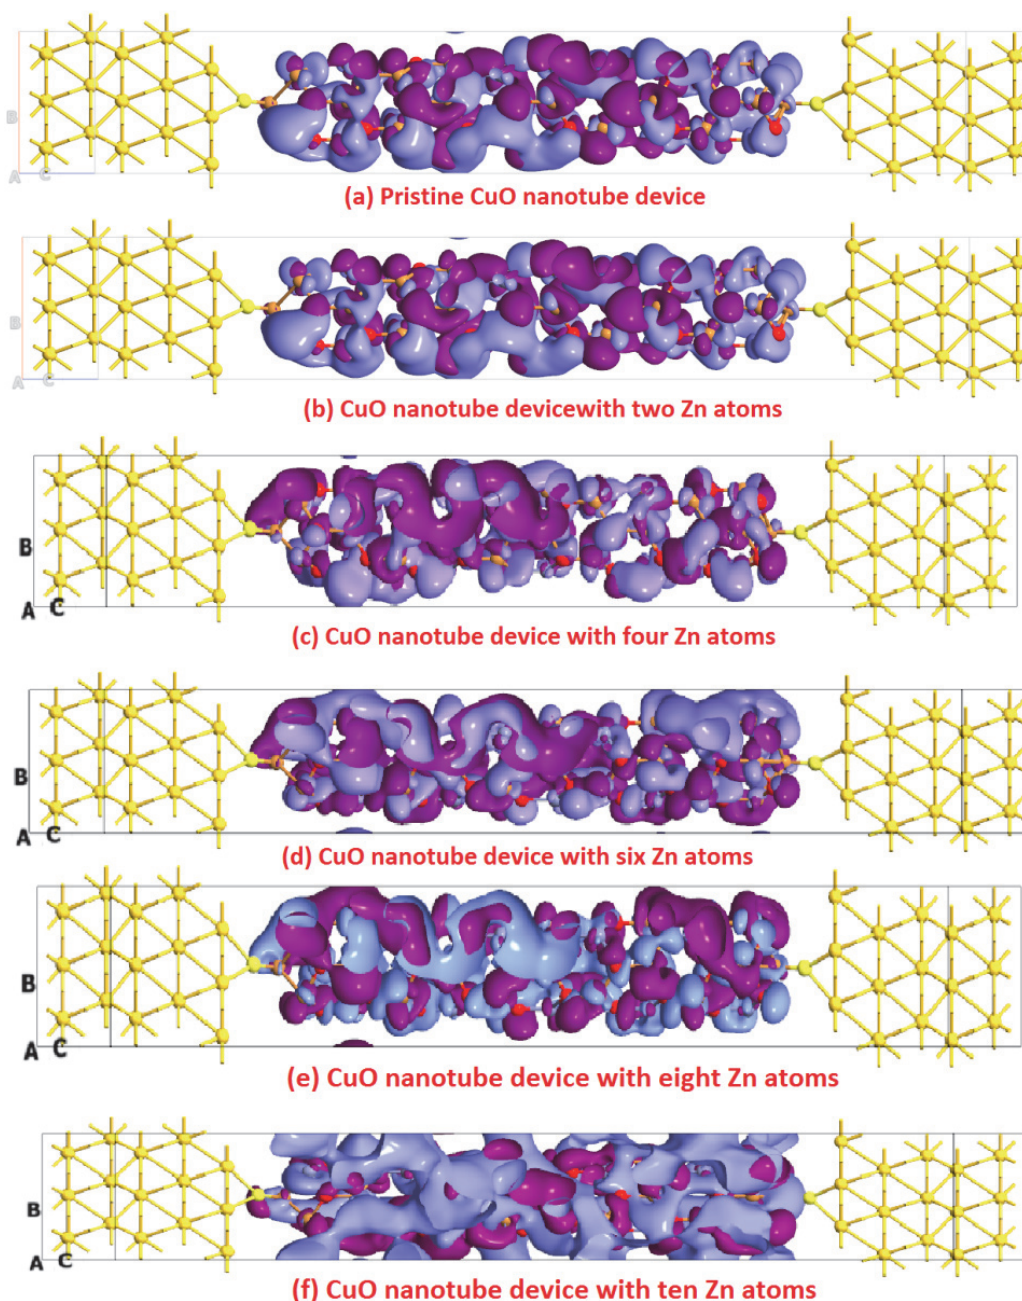 B
A C
(a) Pristine CuO nanotube device
B
A C
(b) CuO nanotube devicewith two Zn atoms
B
A C
(c) CuO nanotube device with four Zn atoms
B
A C
(d) CuO nanotube device with six Zn atoms
B
A C
(e) CuO nanotube device with eight Zn atoms
B
A C
(f) CuO nanotube device with ten Zn atoms